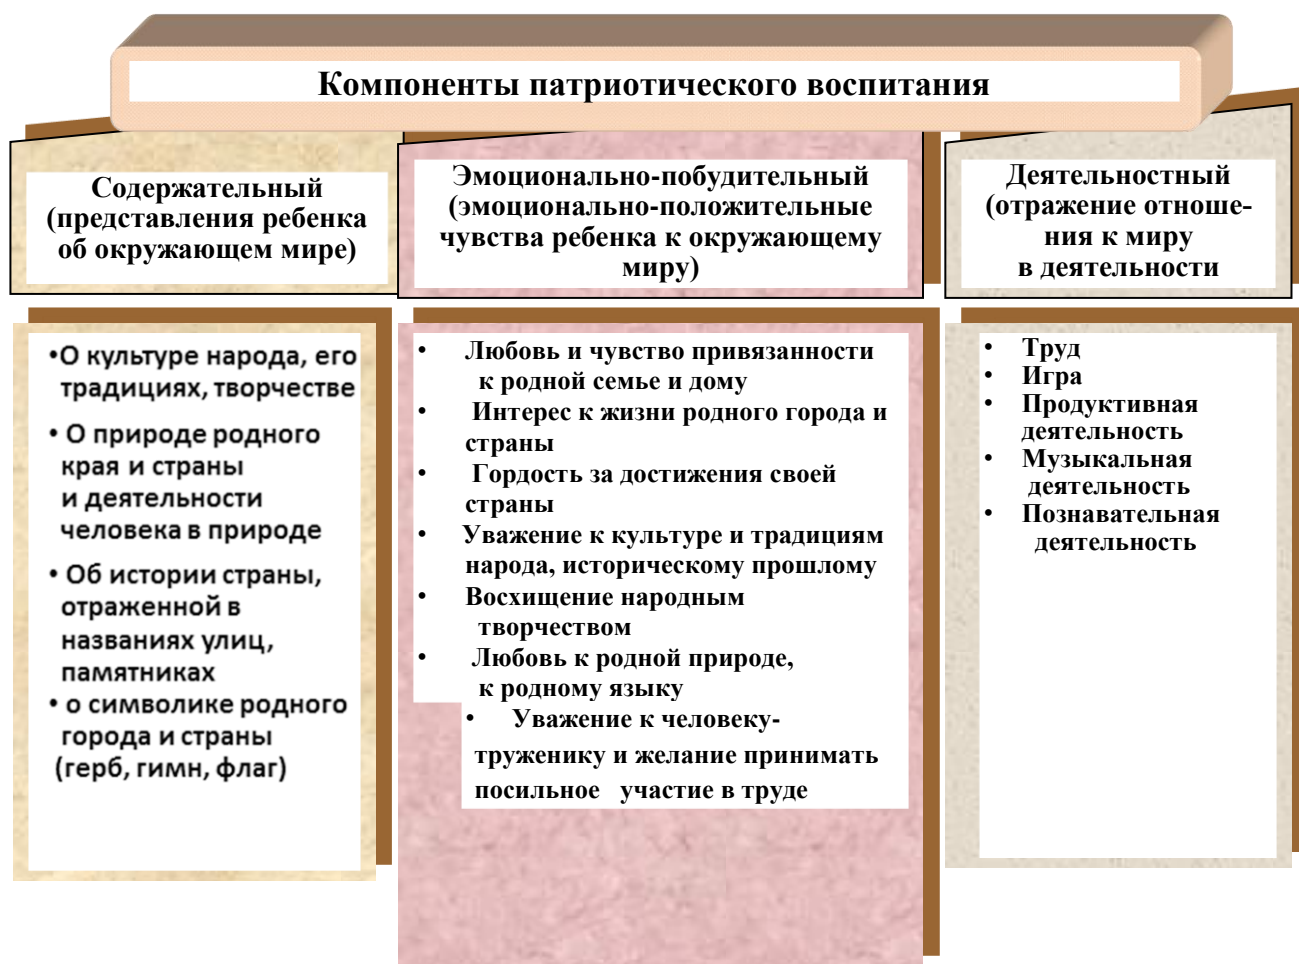 Компоненты патриотического воспитания
Содержательный
(представления ребенка
об окружающем мире)
•О культуре народа, его
традициях, творчестве
• О природе родного
края и страны
и деятельности
человека в природе
• Об истории страны,
отраженной в
названиях улиц,
памятниках
• о символике родного
города и страны
(герб, гимн, флаг)
Эмоционально-побудительный
(эмоционально-положительные
чувства ребенка к окружающему
миру)
• Любовь и чувство привязанности
к родной семье и дому
• Интерес к жизни родного города и
страны
• Гордость за достижения своей
страны
• Уважение к культуре и традициям
народа, историческому прошлому
• Восхищение народным
творчеством
• Любовь к родной природе,
к родному языку
• Уважение к человеку-
труженику и желание принимать
посильное участие в труде
Деятельностный
(отражение отноше-
ния к миру
в деятельности
• Труд
• Игра
• Продуктивная
деятельность
• Музыкальная
деятельность
• Познавательная
деятельность